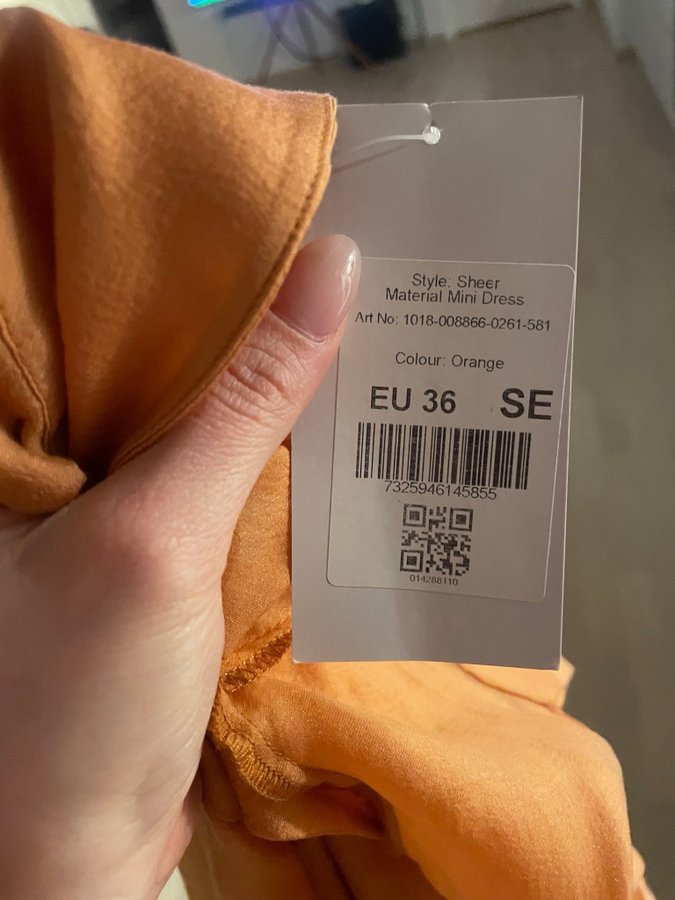 Style: Sheer
Material Mini Dress
Art No: 1018-008866-0261-581
Colour: Orange
EU 36 SE
7325946145855
014288110